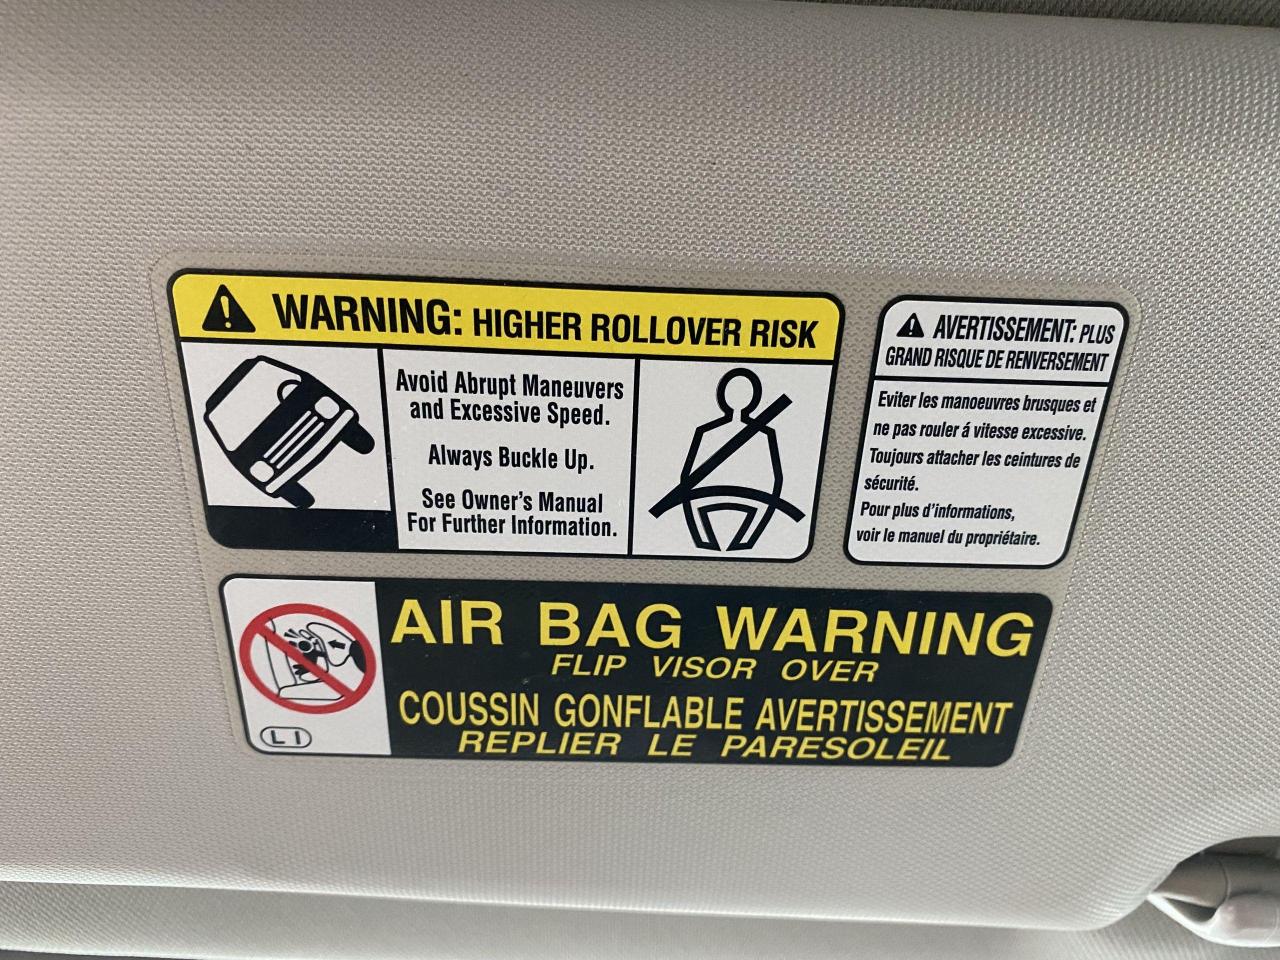 WARNING: HIGHER ROLLOVER RISK
Avoid Abrupt Maneuvers
and Excessive Speed.
Always Buckle Up.
See Owner's Manual
For Further Information.
AVERTISSEMENT: PLUS
GRAND RISQUE DE RENVERSEMENT
Eviter les manoeuvres brusques et
ne pas rouler á vitesse excessive.
Toujours attacher les ceintures de
sécurité.
Pour plus d'informations,
voir le manuel du propriétaire.
AIR BAG WARNING
FLIP VISOR OVER
COUSSIN GONFLABLE AVERTISSEMENT
REPLIER LE PARESOLEIL
L I